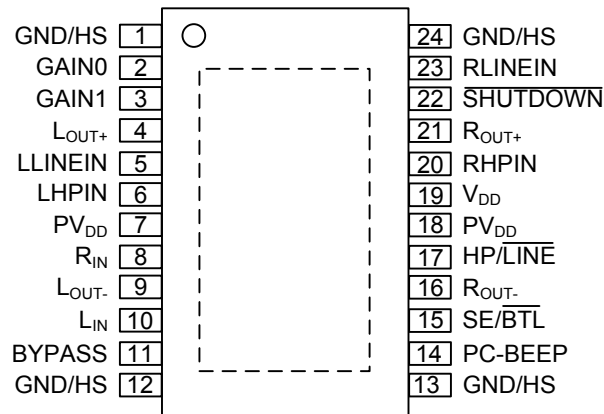 GND/HS 1 24 GND/HS
GAIN0 2 23 RLINEIN
GAIN1 3 22 SHUTDOWN
LOUT+ 4 21 ROUT+
LLINEIN 5 20 RHPIN
LHPIN 6 19 VDD
PVDD 7 18 PVDD
RIN 8 17 HP/LINE
LOUT- 9 16 ROUT-
LIN 10 15 SE/BTL
BYPASS 11 14 PC-BEEP
GND/HS 12 13 GND/HS